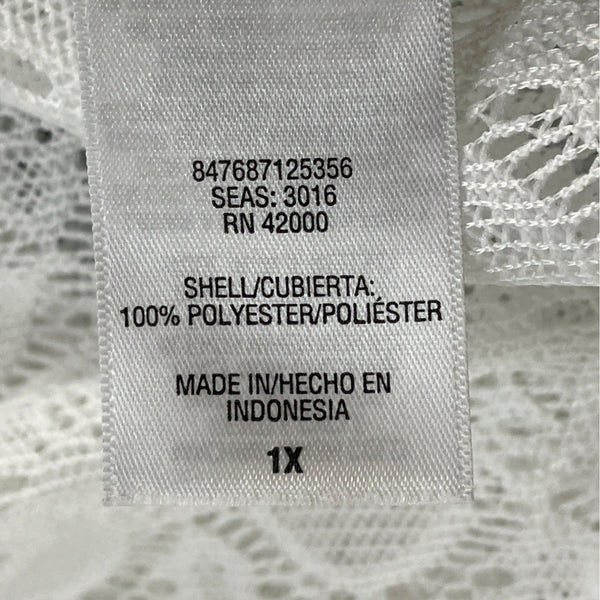 847687125356
SEAS: 3016
RN 42000
SHELL/CUBIERTA:
100% POLYESTER/POLIÉSTER
MADE IN/HECHO EN
INDONESIA
1X